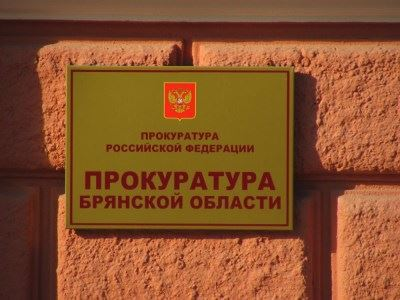 ПРОКУРАТУРА
РОССИЙСКОЙ ФЕДЕРАЦИИ
ПРОКУРАТУРА
БРЯНСКОЙ ОБЛАСТИ